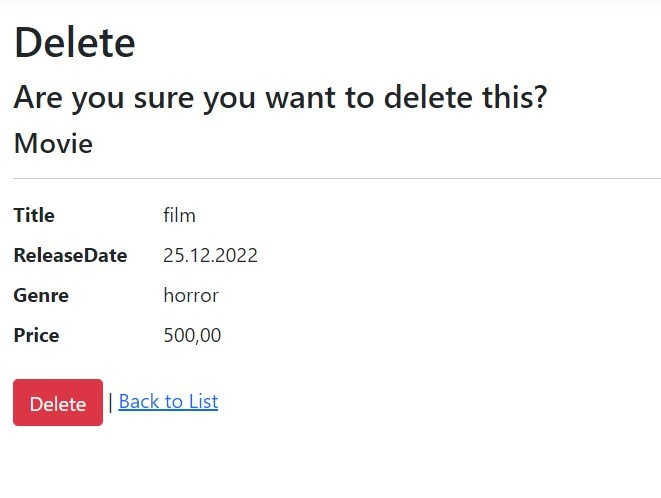 Delete
Are you sure you want to delete this?
Movie
Title film
ReleaseDate 25.12.2022
Genre horror
Price 500,00
Delete | Back to List